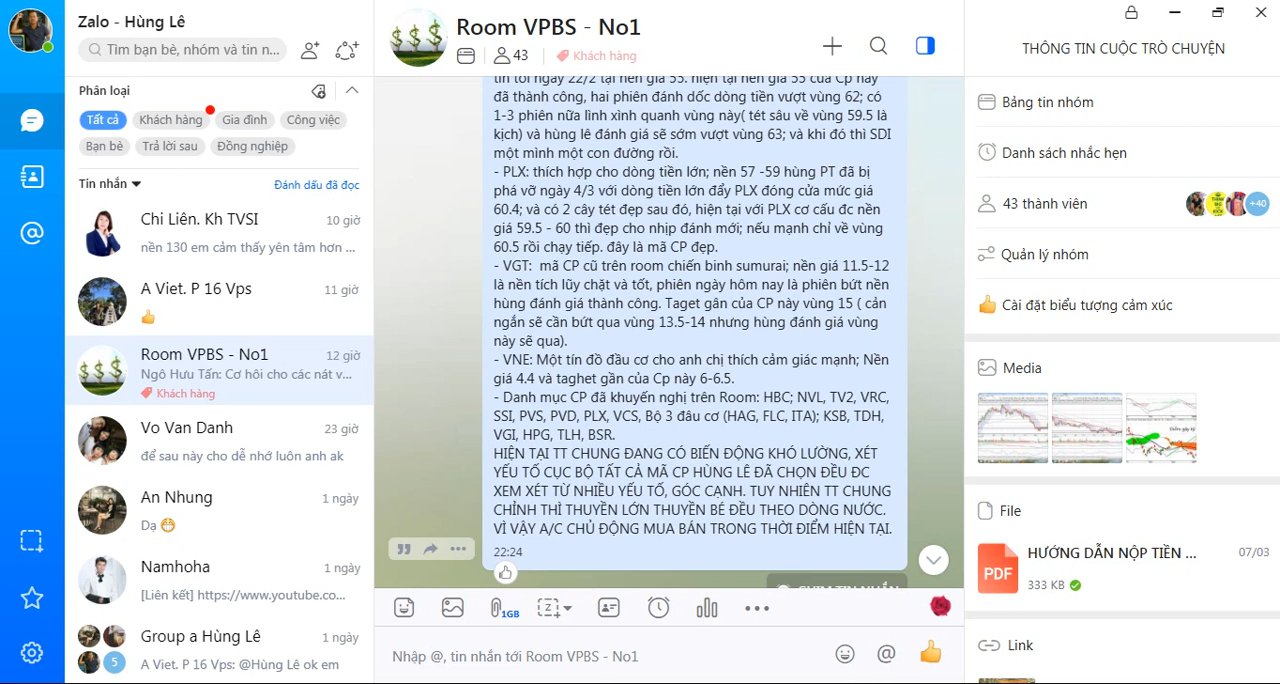 Zalo - Hùng Lê
Tìm bạn bè, nhóm và tin n...
Phân loại
Tất cả
Khách hàng
Gia đình
Công việc
Bạn bè
Trả lời sau
Đồng nghiệp
Tin nhắn
Đánh dấu đã đọc
Chi Liên. Kh TVSI
10 giờ
nền 130 em cảm thấy yên tâm hơn ...
A Viet. P 16 Vps
11 giờ
Room VPBS - No1
12 giờ
Ngô Hưu Tấn: Cơ hôi cho các nát v...
Khách hàng
Vo Van Danh
23 giờ
để sau này cho dễ nhớ luôn anh ak
An Nhung
1 ngày
Dạ
Namhoha
1 ngày
[Liên kết] https://www.youtube.co...
Group a Hùng Lê
1 ngày
5
A Viet. P 16 Vps: @Hùng Lê ok em
Room VPBS - No1
43
Khách hàng
tin tới ngày 22/2 tại nền giá 55. hiện tại nền giá 55 của Cp này
đã thành công, hai phiên đánh dốc dòng tiền vượt vùng 62; có
1-3 phiên nữa lình xình quanh vùng này( tét sâu về vùng 59.5 là
kịch) và hùng lê đánh giá sẽ sớm vượt vùng 63; và khi đó thì SDI
một mình một con đường rồi.
- PLX: thích hợp cho dòng tiền lớn; nền 57 -59 hùng PT đã bị
phá vỡ ngày 4/3 với dòng tiền lớn đẩy PLX đóng cửa mức giá
60.4; và có 2 cây tét đẹp sau đó, hiện tại với PLX cơ cấu đc nền
giá 59.5 - 60 thì đẹp cho nhịp đánh mới; nếu mạnh chỉ về vùng
60.5 rồi chạy tiếp. đây là mã CP đẹp.
- VGT: mã CP cũ trên room chiến binh sumurai; nền giá 11.5-12
là nền tích lũy chặt và tốt, phiên ngày hôm nay là phiên bứt nền
hùng đánh giá thành công. Taget gân của CP này vùng 15 ( cản
ngắn sẽ cần bứt qua vùng 13.5-14 nhưng hùng đánh giá vùng
này sẽ qua).
- VNE: Một tín đồ đầu cơ cho anh chị thích cảm giác mạnh; Nền
giá 4.4 và taghet gần của Cp này 6-6.5.
- Danh mục CP đã khuyến nghị trên Room: HBC; NVL, TV2, VRC,
SSI, PVS, PVD, PLX, VCS, Bộ 3 đâu cơ (HAG, FLC, ITA); KSB, TDH,
VGI, HPG, TLH, BSR.
HIỆN TẠI TT CHUNG ĐANG CÓ BIẾN ĐỘNG KHÓ LƯỜNG, XÉT
YẾU TỐ CỤC BỘ TẤT CẢ MÃ CP HÙNG LÊ ĐÃ CHỌN ĐỀU ĐC
XEM XÉT TỪ NHIỀU YẾU TỐ, GÓC CẠNH. TUY NHIÊN TT CHUNG
CHỈNH THÌ THUYỀN LỚN THUYỀN BÉ ĐỀU THEO DÒNG NƯỚC.
VÌ VẬY A/C CHỦ ĐỘNG MUA BÁN TRONG THỜI ĐIỂM HIỆN TẠI.
22:24
1GB
Nhập @, tin nhắn tới Room VPBS - No1
THÔNG TIN CUỘC TRÒ CHUYỆN
Bảng tin nhóm
Danh sách nhắc hẹn
43 thành viên
+40
Quản lý nhóm
Cài đặt biểu tượng cảm xúc
Media
File
PDF
HƯỚNG DẪN NỘP TIỀN ...
07/03
333 KB
Link